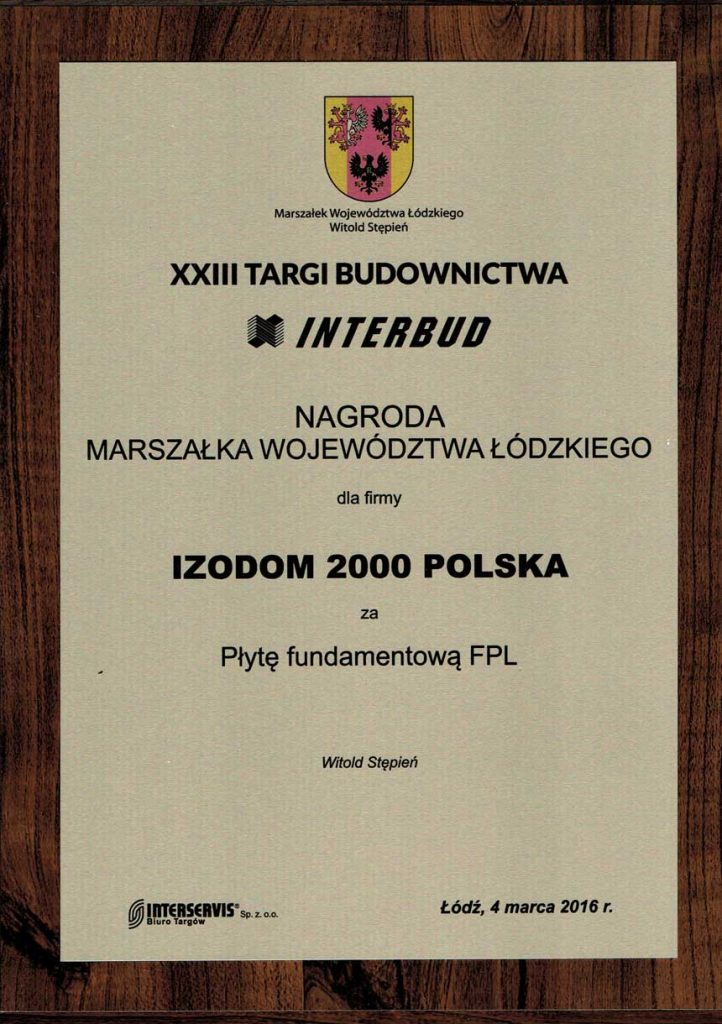 Marszałek Województwa Łódzkiego
Witold Stępień
XXIII TARGI BUDOWNICTWA
INTERBUD
NAGRODA
MARSZAŁKA WOJEWÓDZTWA ŁÓDZKIEGO
dla firmy
IZODOM 2000 POLSKA
za
Płytę fundamentową FPL
Witold Stępień
INTERSERVIS® Sp. z o.o.
Biuro Targów
Łódź, 4 marca 2016 r.